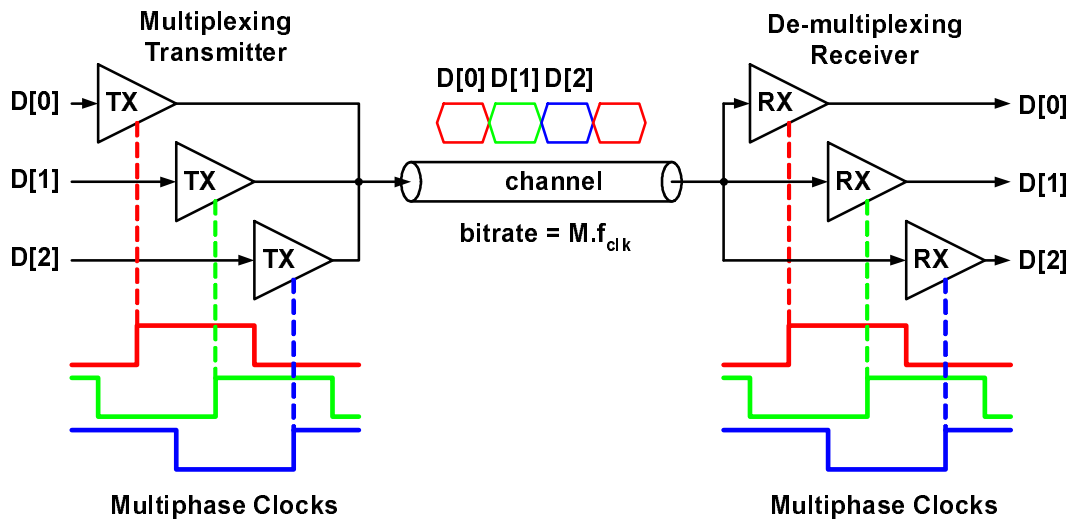 Multiplexing
Transmitter
De-multiplexing
Receiver
D[0]
TX
D[0] D[1] D[2]
RX
D[0]
D[1]
TX
channel
RX
D[1]
D[2]
TX
bitrate = M.f_clk
RX
D[2]
Multiphase Clocks
Multiphase Clocks